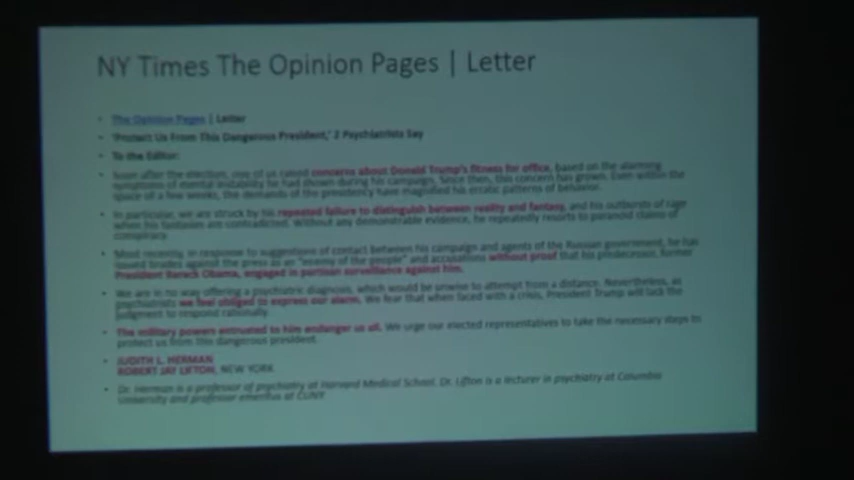 NY Times The Opinion Pages | Letter
• The Opinion Pages | Letter
• 'Protect Us From This Dangerous President,' 2 Psychiatrists Say
• To the Editor:
• Soon after the election, one of us raised concerns about Donald Trump's fitness for office, based on the alarming
symptoms of mental instability he had shown during his campaign. Since then, this concern has grown. Even within the
space of a few weeks, the demands of the presidency have magnified his erratic patterns of behavior.
• In particular, we are struck by his repeated failure to distinguish between reality and fantasy, and his outbursts of rage
when his fantasies are contradicted. Without any demonstrable evidence, he repeatedly resorts to paranoid claims of
conspiracy.
• Most recently, in response to suggestions of contact between his campaign and agents of the Russian government, he has
issued tirades against the press as an "enemy of the people" and accusations without proof that his predecessor, former
President Barack Obama, engaged in partisan surveillance against him.
• We are in no way offering a psychiatric diagnosis, which would be unwise to attempt from a distance. Nevertheless, as
psychiatrists we feel obliged to express our alarm. We fear that when faced with a crisis, President Trump will lack the
judgment to respond rationally.
• The military powers entrusted to him endanger us all. We urge our elected representatives to take the necessary steps to
protect us from this dangerous president.
• JUDITH L. HERMAN
ROBERT JAY LIFTON, NEW YORK
• Dr. Herman is a professor of psychiatry at Harvard Medical School. Dr. Lifton is a lecturer in psychiatry at Columbia
University and professor emeritus at CUNY